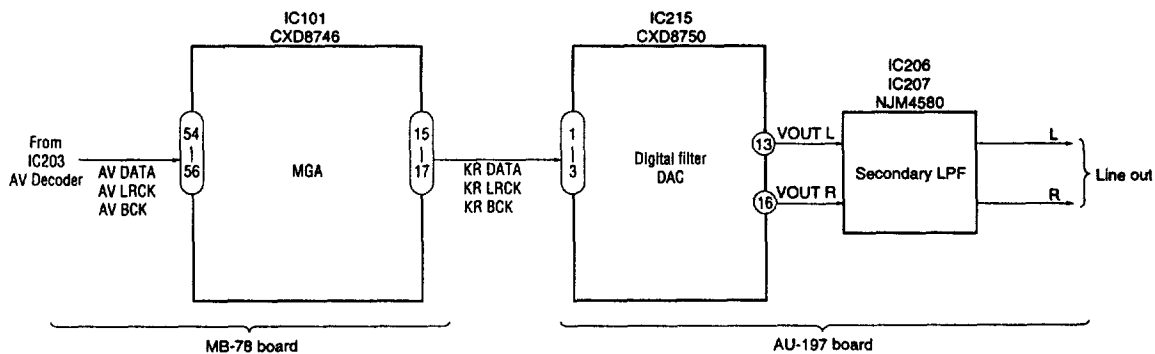 IC101
CXD8746
IC215
CXD8750
IC206
IC207
NJM4580
From
IC203
AV Decoder
AV DATA
AV LRCK
AV BCK
54
56
MGA
15
17
KR DATA
KR LRCK
KR BCK
1
3
Digital filter
DAC
13
VOUT L
16
VOUT R
Secondary LPF
L
R
Line out
MB-78 board
AU-197 board